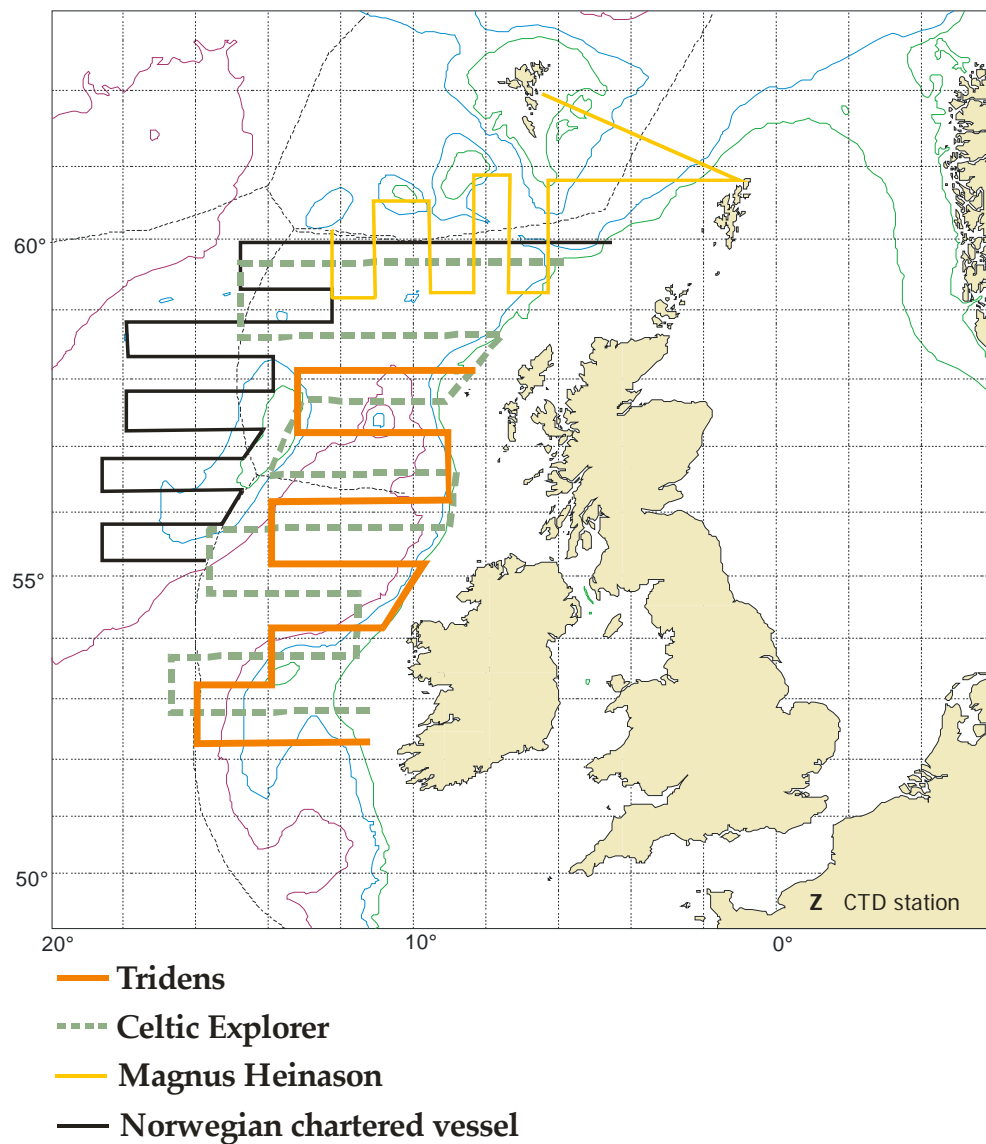 60°
55°
50°
Z CTD station
20° 10° 0°
Tridens
Celtic Explorer
Magnus Heinason
Norwegian chartered vessel